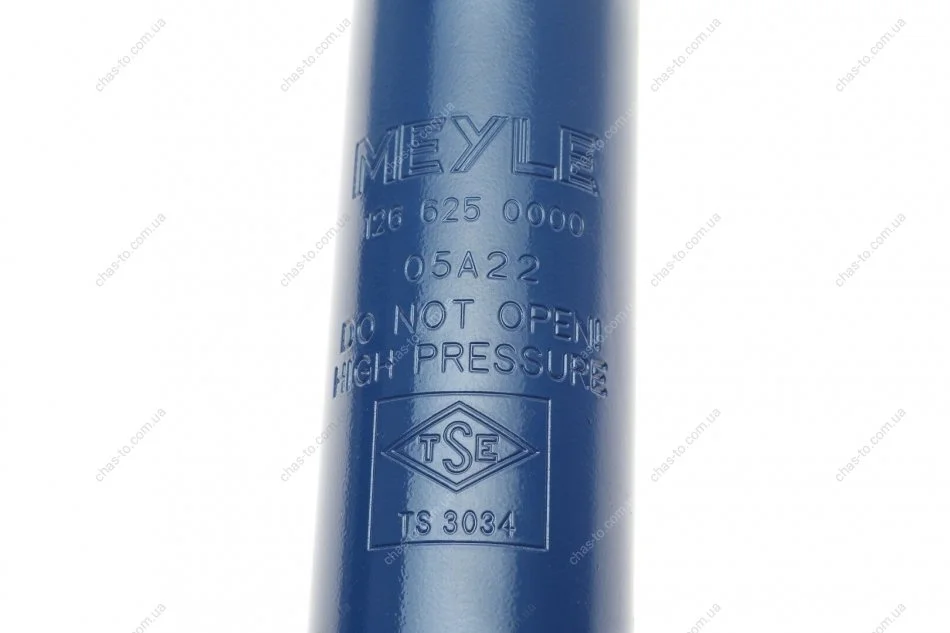 MEYLE
126 625 0000
05A22
DO NOT OPEN!
HIGH PRESSURE
TSE
TS 3034
chas-to.com.ua